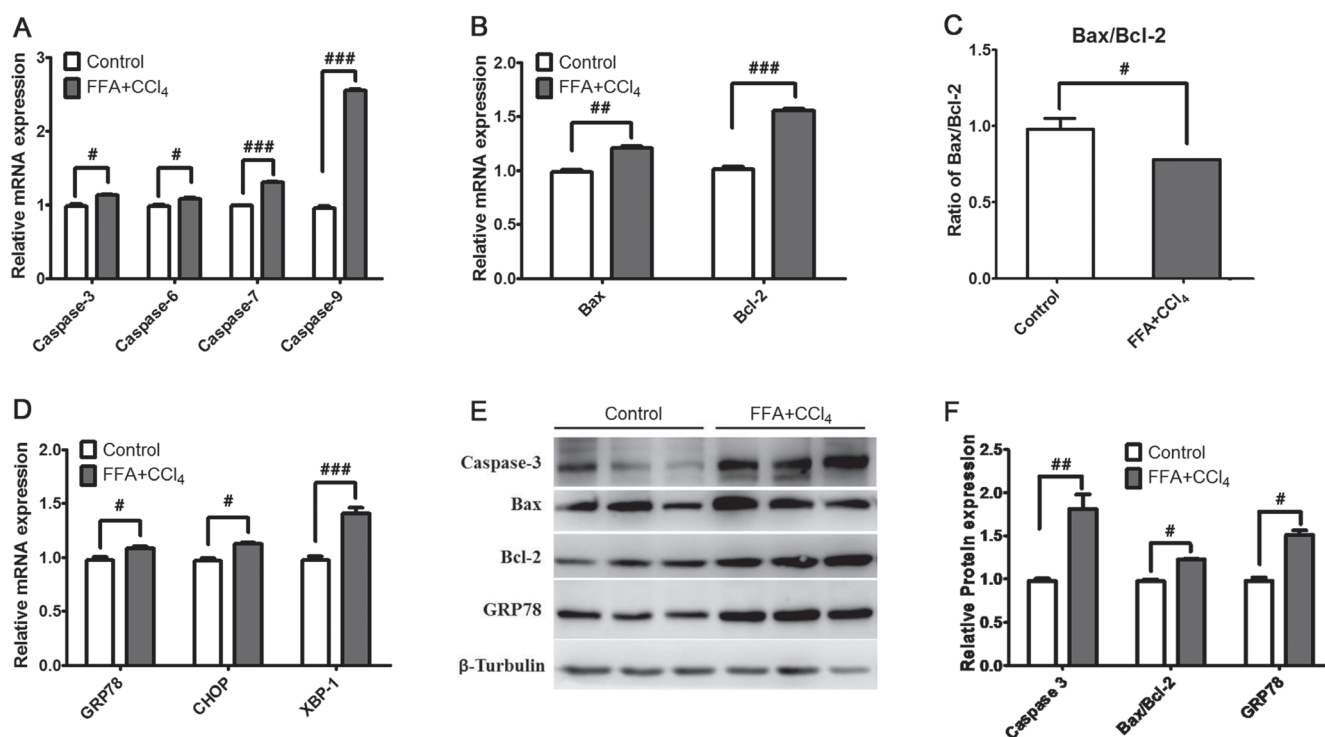 A
Relative mRNA expression
Control
FFA+CCl₄
3
2
1
0
#
#
###
###
Caspase-3
Caspase-6
Caspase-7
Caspase-9
B
Relative mRNA expression
Control
FFA+CCl₄
2.0
1.5
1.0
0.5
0.0
##
###
Bax
Bcl-2
C
Bax/Bcl-2
Ratio of Bax/Bcl-2
1.5
1.0
0.5
0.0
#
Control
FFA+CCl₄
D
Relative mRNA expression
Control
FFA+CCl₄
2.0
1.5
1.0
0.5
0.0
#
#
###
GRP78
CHOP
XBP-1
E
Control
FFA+CCl₄
Caspase-3
Bax
Bcl-2
GRP78
β-Turbulin
F
Relative Protein expression
Control
FFA+CCl₄
2.5
2.0
1.5
1.0
0.5
0.0
##
#
#
Caspase 3
Bax/Bcl-2
GRP78